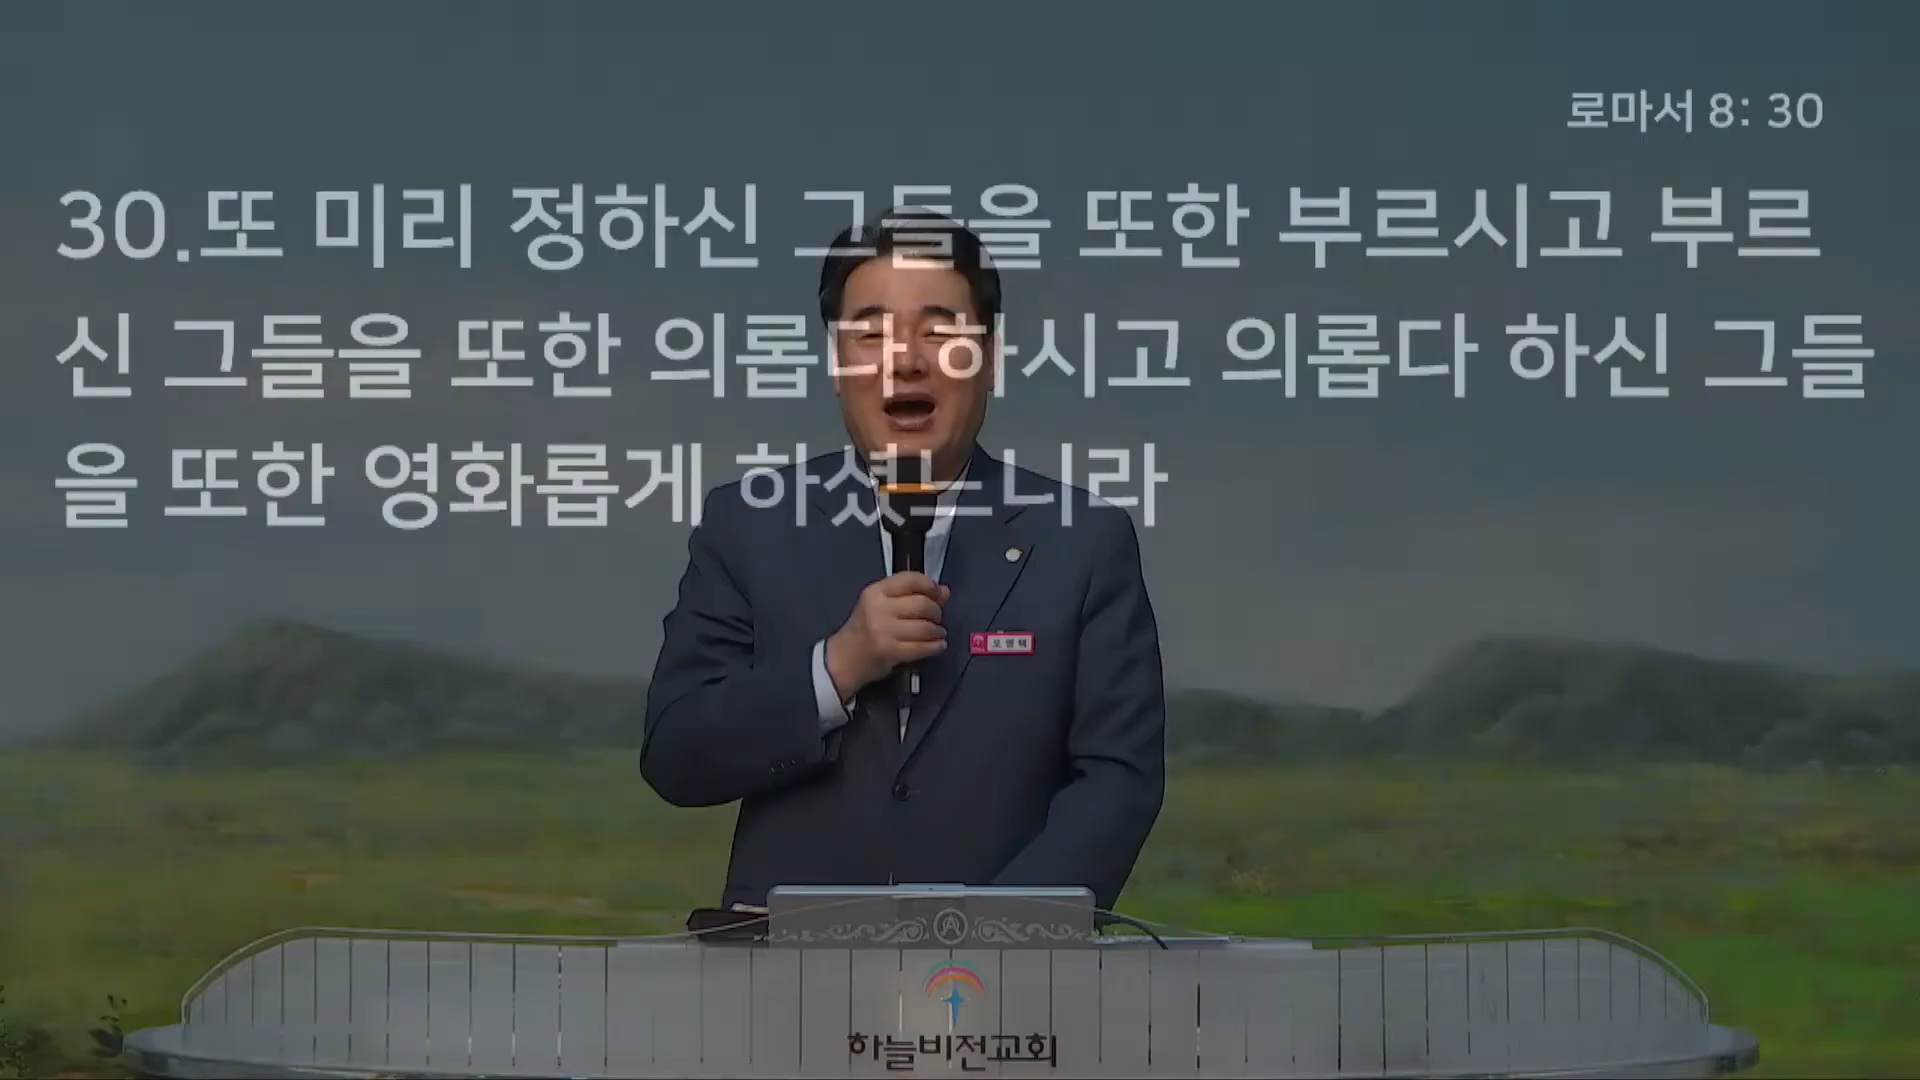 로마서 8: 30
30.또 미리 정하신 그들을 또한 부르시고 부르
신 그들을 또한 의롭다 하시고 의롭다 하신 그들
을 또한 영화롭게 하셨느니라
하늘비전교회